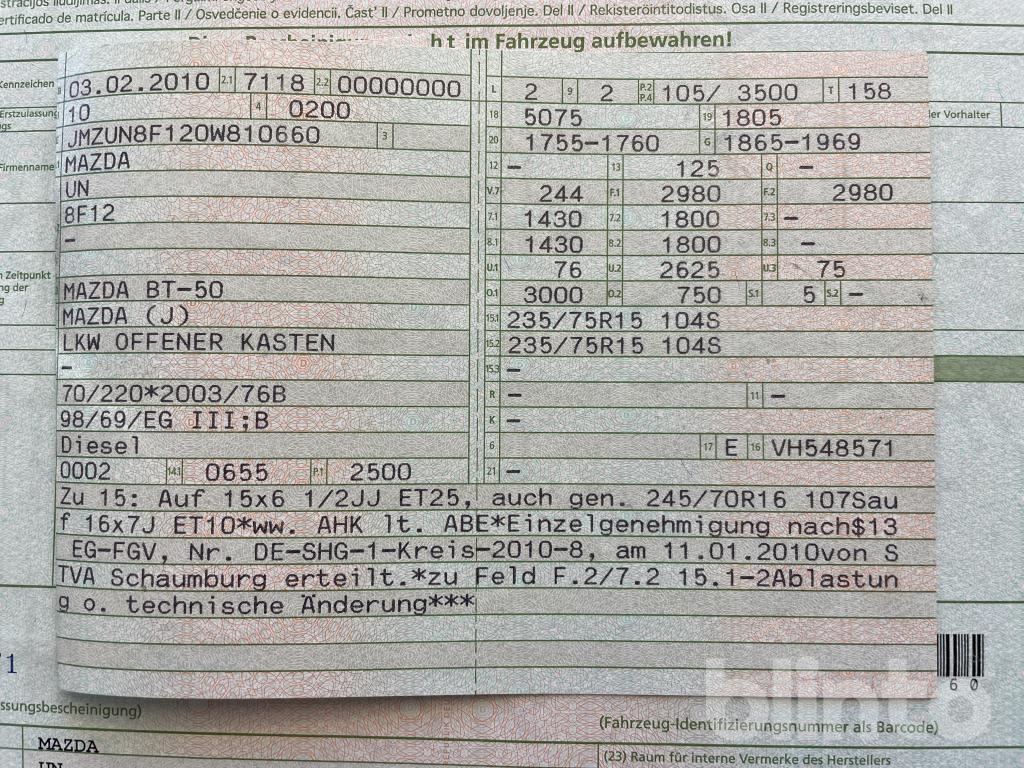 ertificado de matrícula. Parte II / Osvedčenie o evidencii, Časť II / Prometno dovoljenje. Del II / Rekisteröintitodistus. Osa II / Registreringsbeviset. Del II
ht im Fahrzeug aufbewahren!
Kennzeichen
03.02.2010 2.1 7118 2.2 00000000
L 2 9 2 P.2 P.4 105/ 3500 T 158
Erstzulassung
10 4 0200
18 5075 19 1805
er Vorhalter
JMZUN8F120W810660 3
20 1755-1760 G 1865-1969
Firmenname
MAZDA
12 - 13 125 Q -
UN
V.7 244 F.1 2980 F.2 2980
8F12
7.1 1430 7.2 1800 7.3 -
-
8.1 1430 8.2 1800 8.3 -
Zeitpunkt
ng der
U.1 76 U.2 2625 U.3 75
MAZDA BT-50
O.1 3000 O.2 750 S.1 5 S.2 -
MAZDA (J)
15.1 235/75R15 104S
LKW OFFENER KASTEN
15.2 235/75R15 104S
-
15.3 -
70/220*2003/76B
R - 11 -
98/69/EG III;B
K -
Diesel
6 17 E 16 VH548571
0002 14.1 0655 P.1 2500
21 -
Zu 15: Auf 15x6 1/2JJ ET25, auch gen. 245/70R16 107Sau
f 16x7J ET10*ww. AHK lt. ABE*Einzelgenehmigung nach$13
EG-FGV, Nr. DE-SHG-1-Kreis-2010-8, am 11.01.2010von S
TVA Schaumburg erteilt.*zu Feld F.2/7.2 15.1-2Ablastun
g o. technische Änderung***
1
6 0
blinto
ssungsbescheinigung)
(Fahrzeug-Identifizierungsnummer als Barcode)
MAZDA
(23) Raum für interne Vermerke des Herstellers
UN